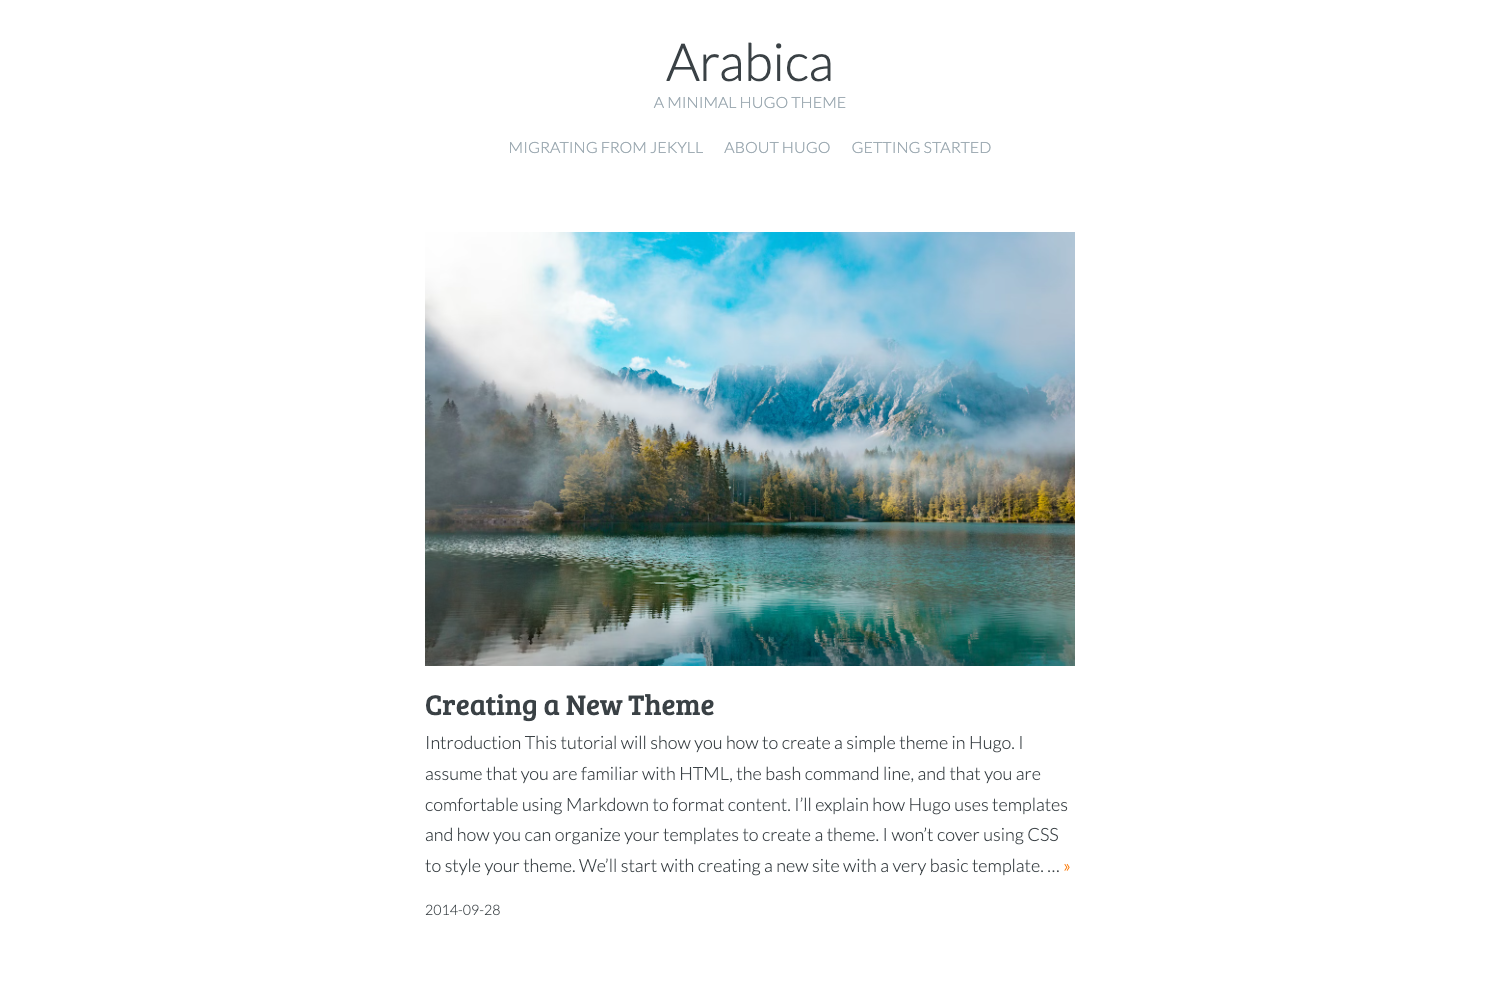 Arabica
A MINIMAL HUGO THEME
MIGRATING FROM JEKYLL ABOUT HUGO GETTING STARTED
Creating a New Theme
Introduction This tutorial will show you how to create a simple theme in Hugo. I
assume that you are familiar with HTML, the bash command line, and that you are
comfortable using Markdown to format content. I’ll explain how Hugo uses templates
and how you can organize your templates to create a theme. I won’t cover using CSS
to style your theme. We’ll start with creating a new site with a very basic template. … »
2014-09-28